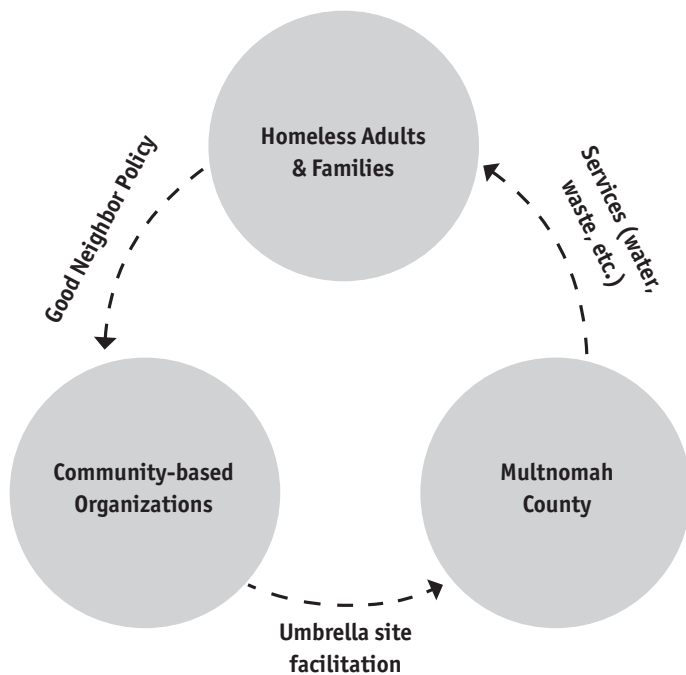 Homeless Adults
& Families
Good Neighbor Policy
Services (water,
waste, etc.)
Community-based
Organizations
Multnomah
County
Umbrella site
facilitation